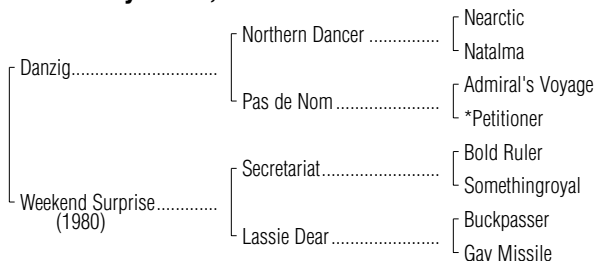 Nearctic
Northern Dancer ...............
Natalma
Danzig..............................
Admiral's Voyage
Pas de Nom ......................
*Petitioner
Bold Ruler
Secretariat.........................
Somethingroyal
Weekend Surprise.............
(1980)
Buckpasser
Lassie Dear .......................
Gay Missile